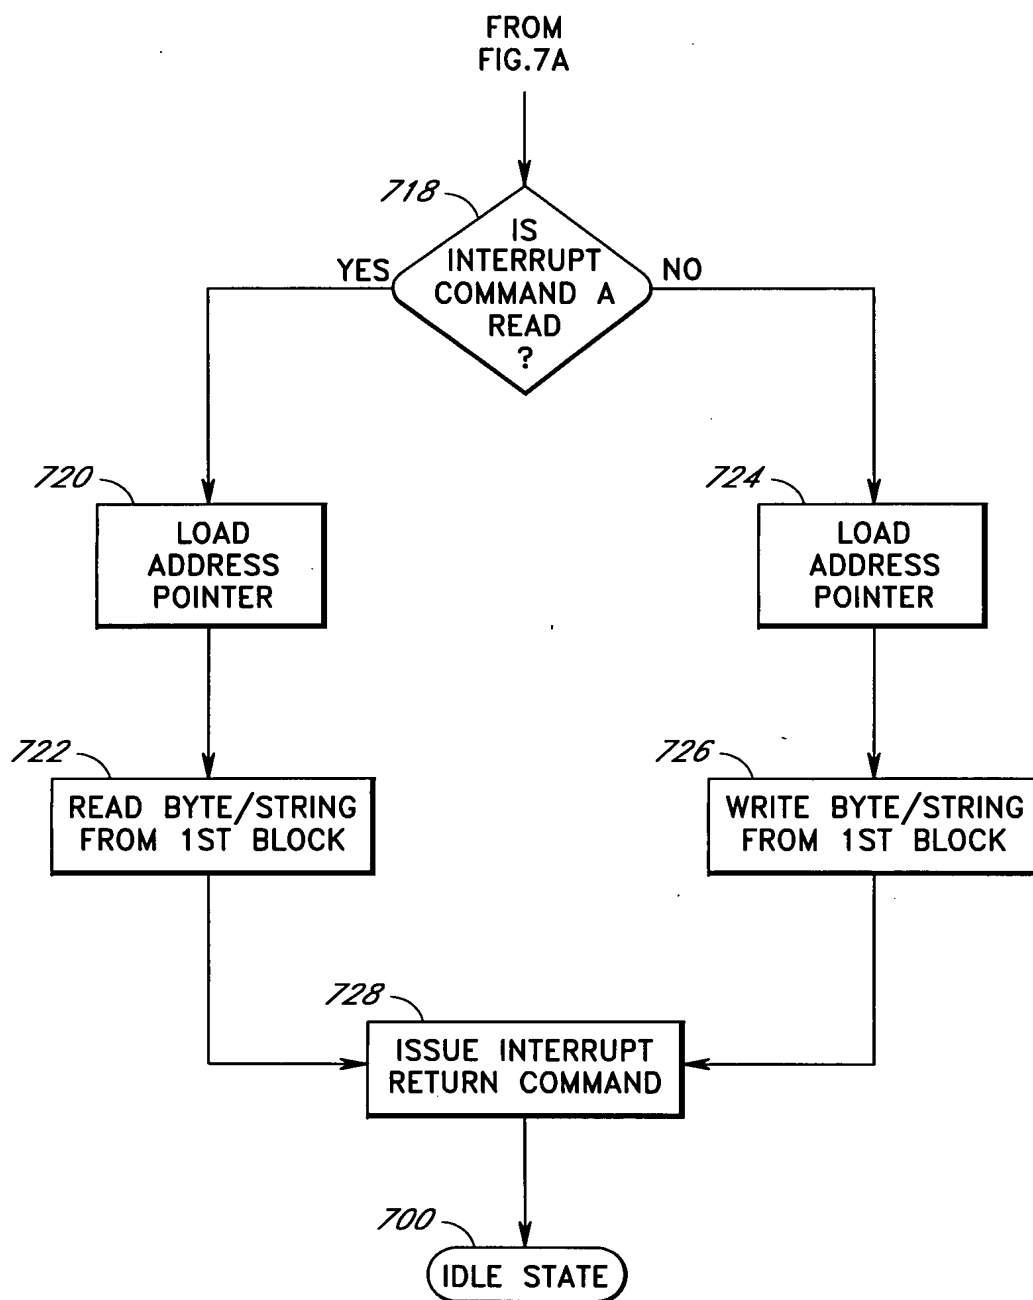 FROM
FIG.7A
718
IS
INTERRUPT
COMMAND A
READ
?
YES
NO
720
LOAD
ADDRESS
POINTER
724
LOAD
ADDRESS
POINTER
722
READ BYTE/STRING
FROM 1ST BLOCK
726
WRITE BYTE/STRING
FROM 1ST BLOCK
728
ISSUE INTERRUPT
RETURN COMMAND
700
IDLE STATE